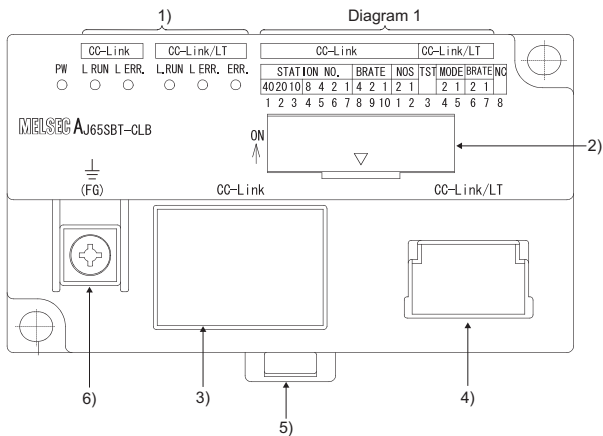 1) Diagram 1
CC-Link CC-Link/LT CC-Link CC-Link/LT
PW L RUN L ERR. L.RUN L ERR. ERR. STATION NO. BRATE NOS TST MODE BRATE NC
40 20 10 8 4 2 1 4 2 1 2 1 2 1 2 1
1 2 3 4 5 6 7 8 9 10 1 2 3 4 5 6 7 8
MELSEC AJ65SBT-CLB ON
2)
(FG) CC-Link CC-Link/LT
6) 3) 4)
5)